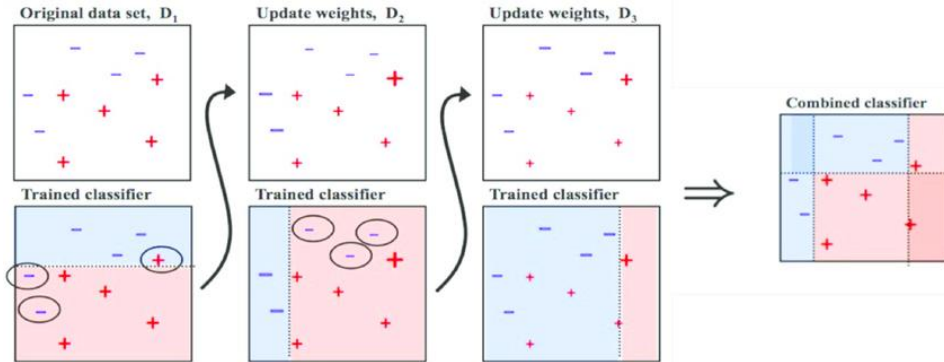 Original data set, D₁
Update weights, D₂
Update weights, D₃
Combined classifier
Trained classifier
Trained classifier
Trained classifier